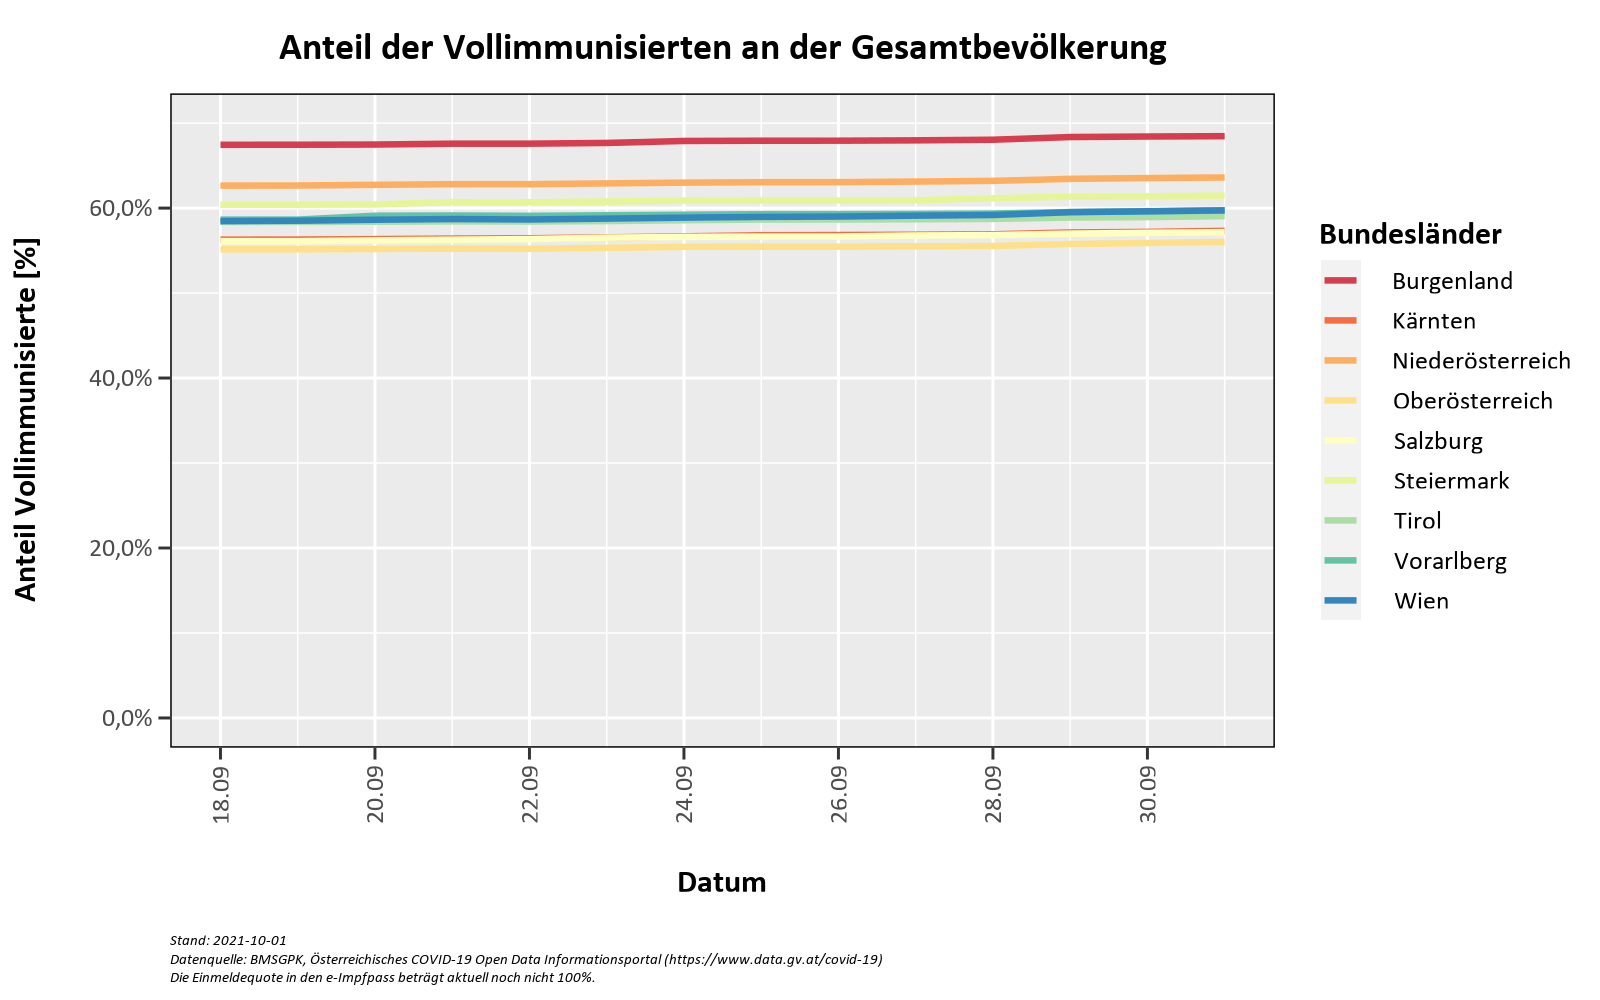 Anteil der Vollimmunisierten an der Gesamtbevölkerung
Anteil Vollimmunisierte [%]
60,0%
40,0%
20,0%
0,0%
18.09
20.09
22.09
24.09
26.09
28.09
30.09
Datum
Bundesländer
Burgenland
Kärnten
Niederösterreich
Oberösterreich
Salzburg
Steiermark
Tirol
Vorarlberg
Wien
Stand: 2021-10-01
Datenquelle: BMSGPK, Österreichisches COVID-19 Open Data Informationsportal (https://www.data.gv.at/covid-19)
Die Einmeldequote in den e-Impfpass beträgt aktuell noch nicht 100%.